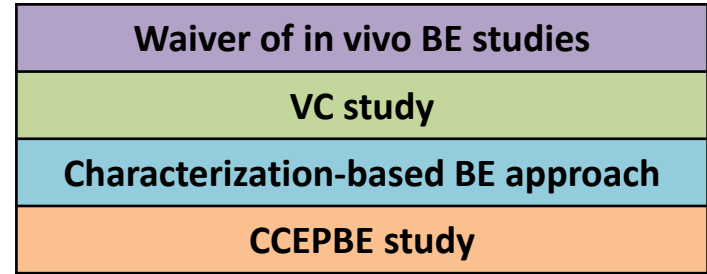 Waiver of in vivo BE studies
VC study
Characterization-based BE approach
CCEPBE study